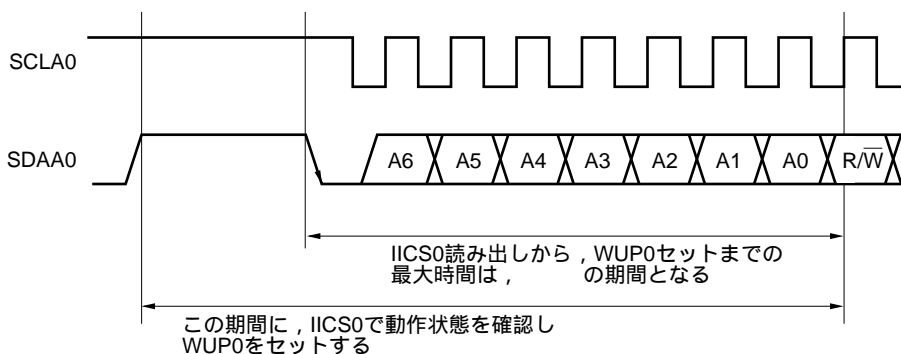 SCLA0
SDAA0
A6 A5 A4 A3 A2 A1 A0 R/W̅
IICS0読み出しから，WUP0セットまでの
最大時間は，　　　の期間となる
この期間に，IICS0で動作状態を確認し
WUP0をセットする